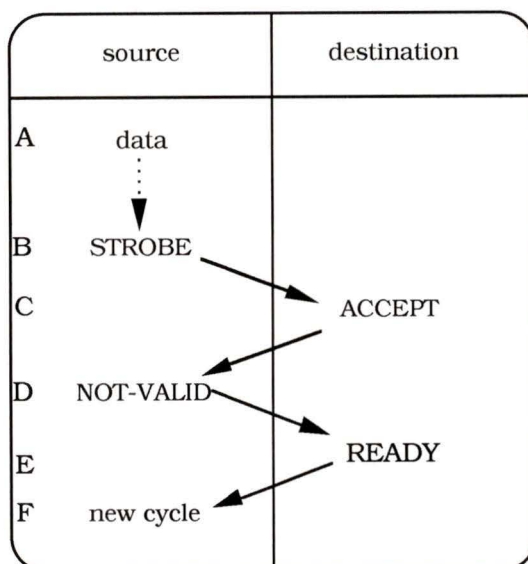 source destination
A data
B STROBE
C ACCEPT
D NOT-VALID
READY
E
F new cycle